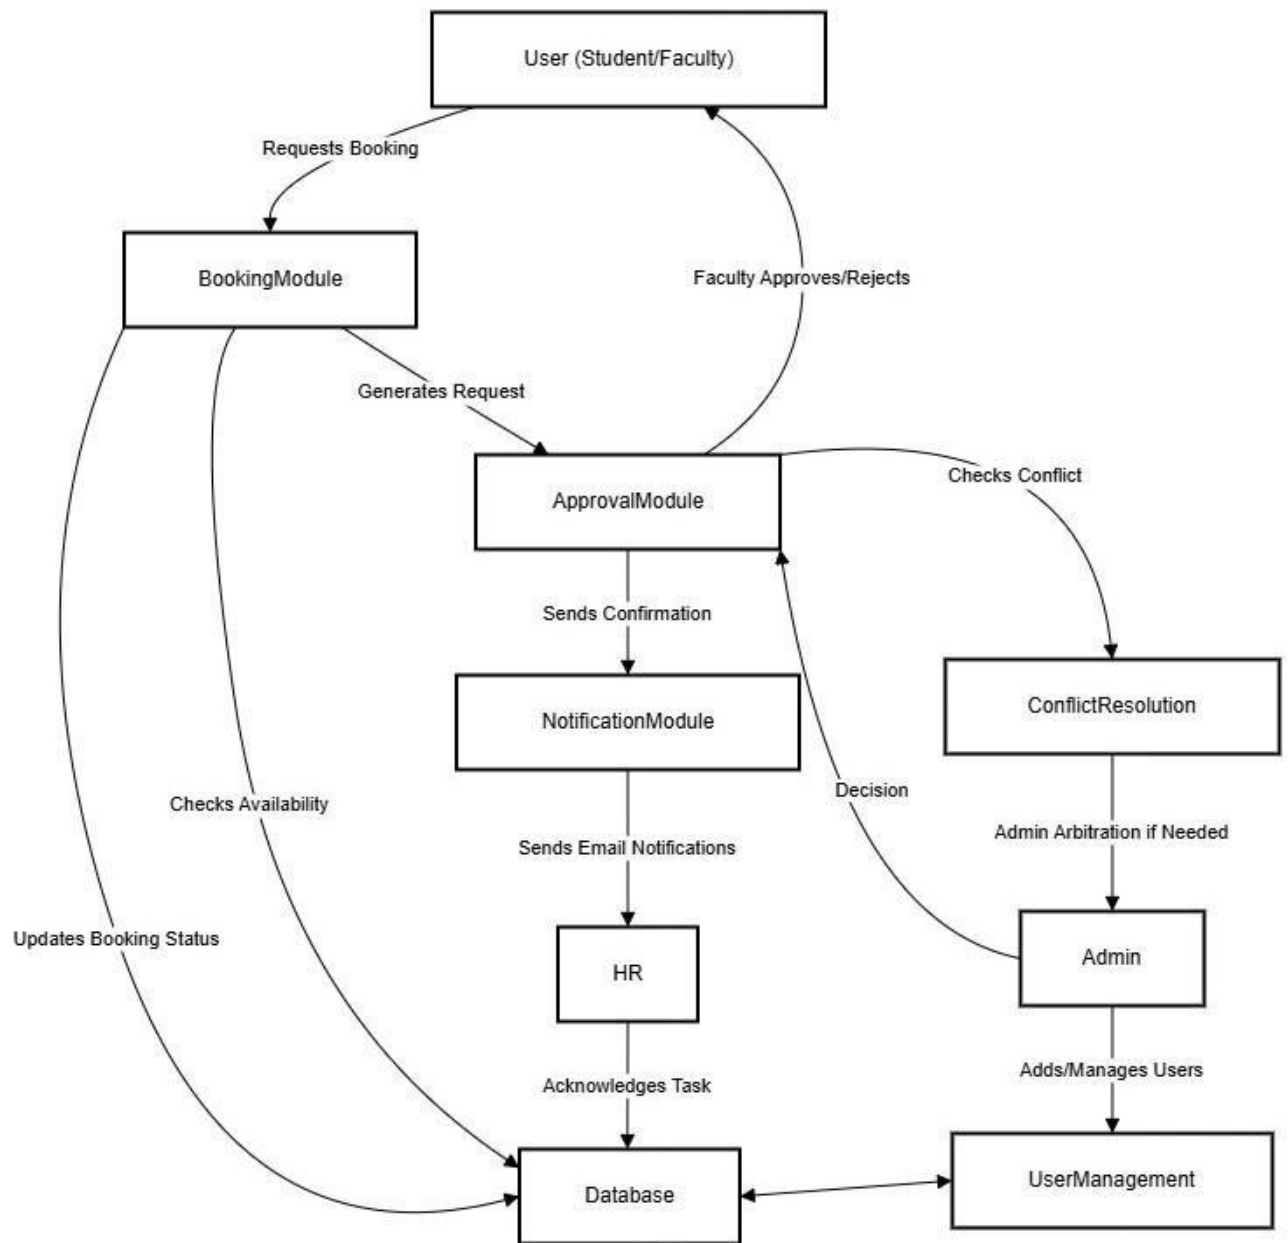 User (Student/Faculty)
Requests Booking
BookingModule
Faculty Approves/Rejects
Generates Request
Checks Conflict
ApprovalModule
Sends Confirmation
ConflictResolution
NotificationModule
Decision
Checks Availability
Admin Arbitration if Needed
Sends Email Notifications
Updates Booking Status
Admin
HR
Adds/Manages Users
Acknowledges Task
UserManagement
Database